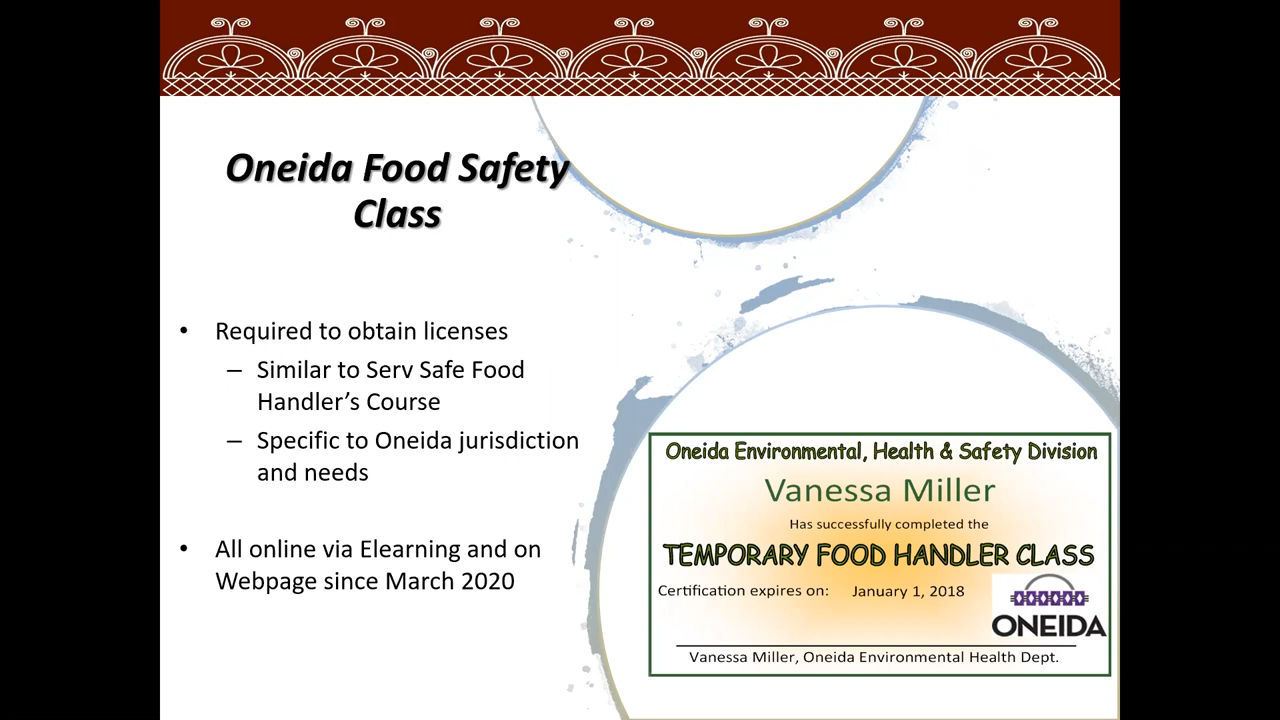 Oneida Food Safety
Class
• Required to obtain licenses
– Similar to Serv Safe Food
Handler’s Course
– Specific to Oneida jurisdiction
and needs
• All online via Elearning and on
Webpage since March 2020
Oneida Environmental, Health & Safety Division
Vanessa Miller
Has successfully completed the
TEMPORARY FOOD HANDLER CLASS
Certification expires on: January 1, 2018
ONEIDA
Vanessa Miller, Oneida Environmental Health Dept.